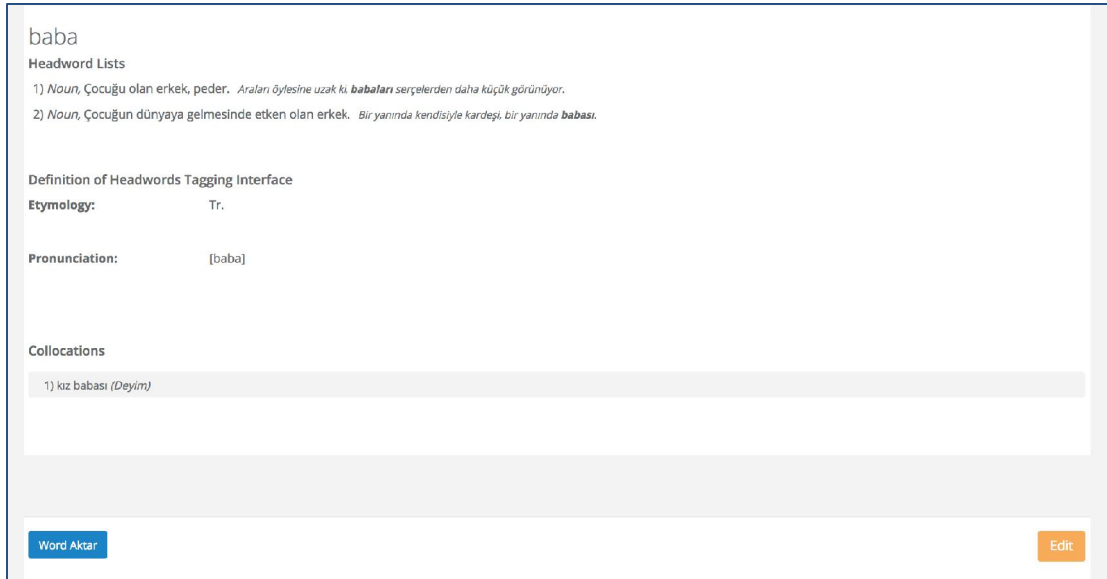 baba
Headword Lists
1) Noun, Çocuğu olan erkek, peder. Araları öylesine uzak ki, babaları serçelerden daha küçük görünüyor.
2) Noun, Çocuğun dünyaya gelmesinde etken olan erkek. Bir yanında kendisiyle kardeşi, bir yanında babası.
Definition of Headwords Tagging Interface
Etymology: Tr.
Pronunciation: [baba]
Collocations
1) kız babası (Deyim)
Word Aktar Edit